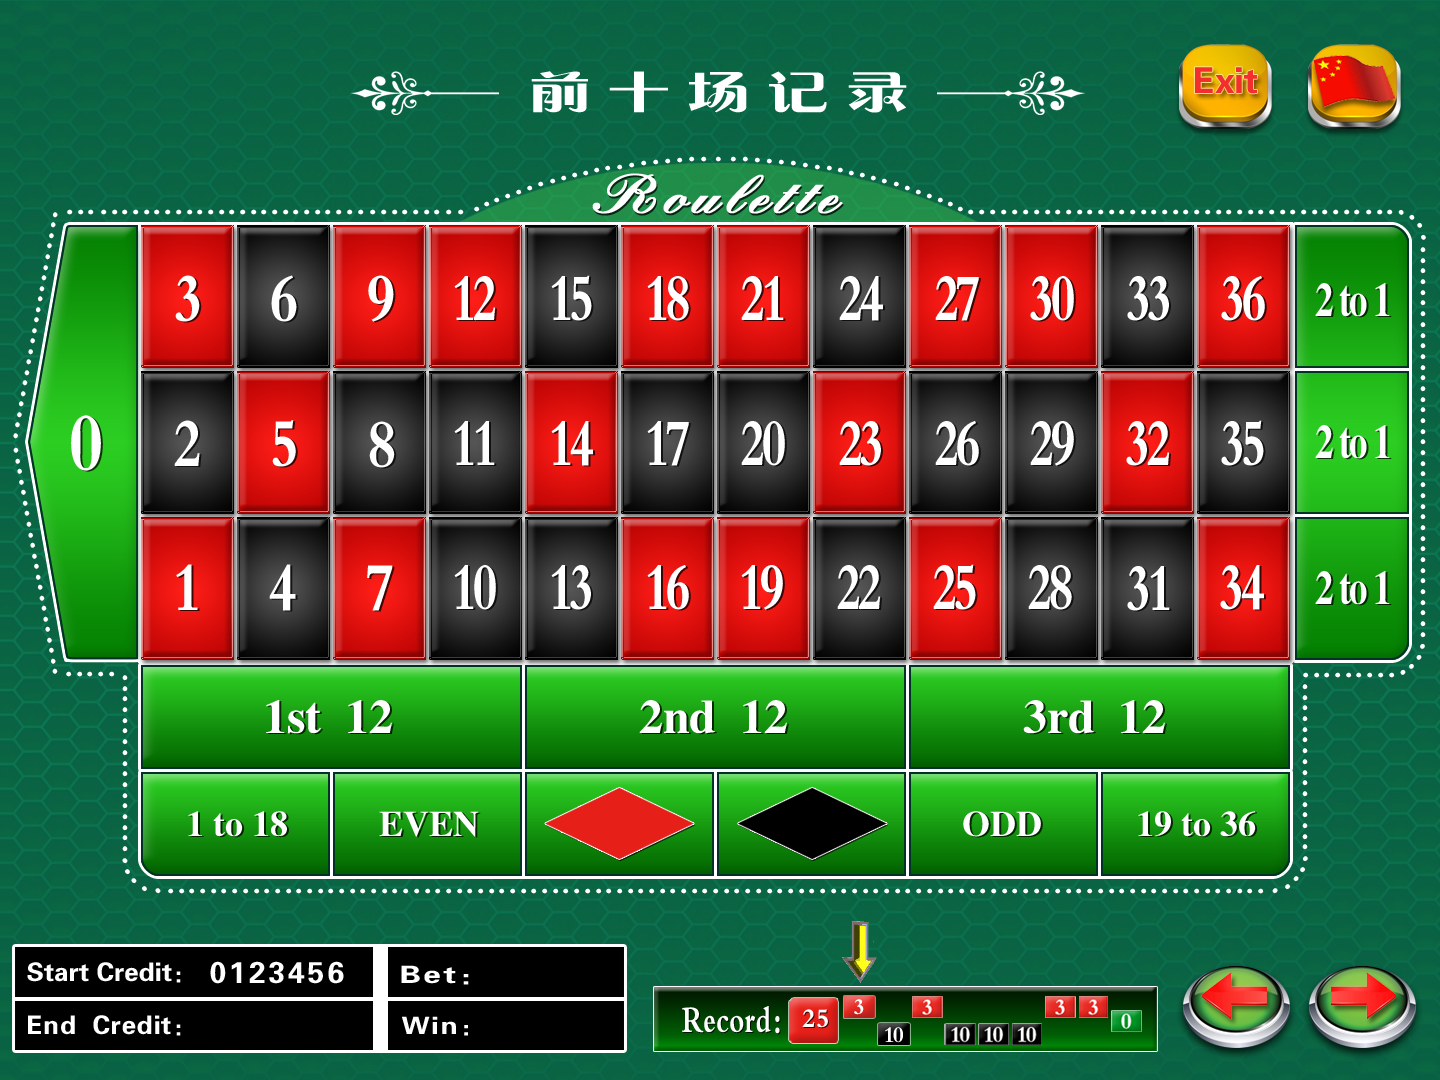 前十场记录
Exit
Roulette
3 6 9 12 15 18 21 24 27 30 33 36 2 to 1
0 2 5 8 11 14 17 20 23 26 29 32 35 2 to 1
1 4 7 10 13 16 19 22 25 28 31 34 2 to 1
1st 12 2nd 12 3rd 12
1 to 18 EVEN ODD 19 to 36
Start Credit: 0123456 Bet:
End Credit: Win:
Record: 25 3 10 3 10 10 10 3 3 0